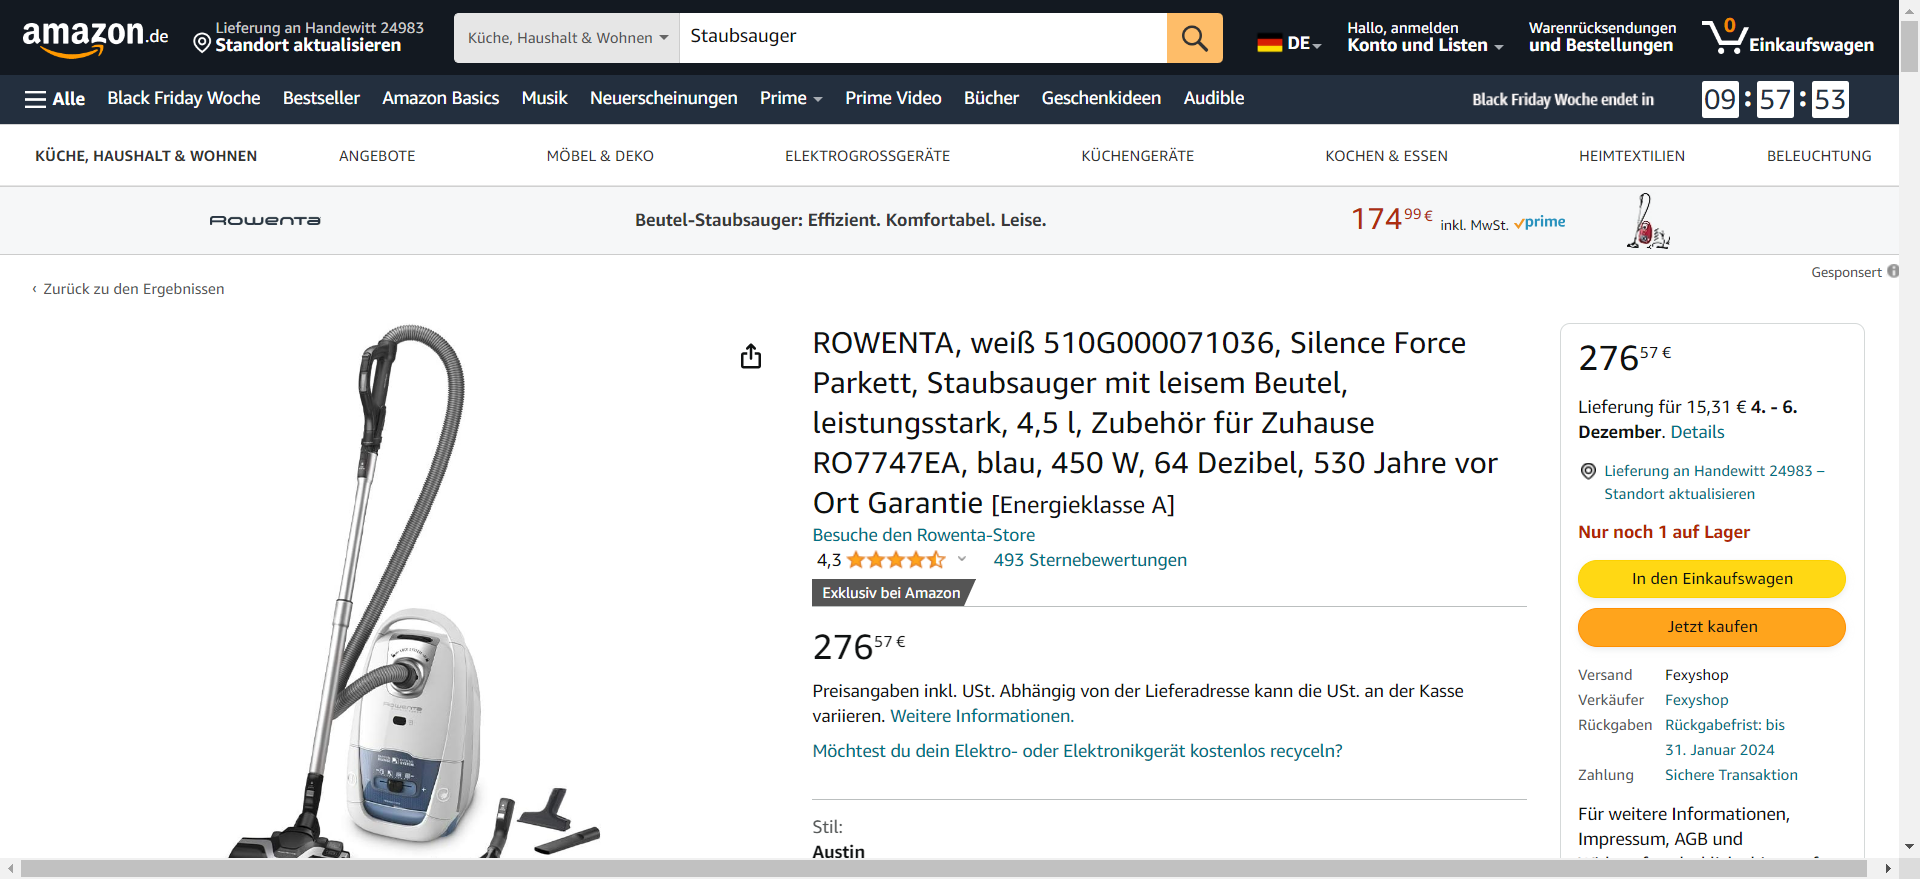 amazon.de
Lieferung an Handewitt 24983
Standort aktualisieren
Küche, Haushalt & Wohnen
Staubsauger
DE
Hallo, anmelden
Konto und Listen
Warenrücksendungen
und Bestellungen
0
Einkaufswagen
Alle
Black Friday Woche
Bestseller
Amazon Basics
Musik
Neuerscheinungen
Prime
Prime Video
Bücher
Geschenkideen
Audible
Black Friday Woche endet in
09 : 57 : 53
KÜCHE, HAUSHALT & WOHNEN
ANGEBOTE
MÖBEL & DEKO
ELEKTROGROSSGERÄTE
KÜCHENGERÄTE
KOCHEN & ESSEN
HEIMTEXTILIEN
BELEUCHTUNG
Rowenta
Beutel-Staubsauger: Effizient. Komfortabel. Leise.
174 99 € inkl. MwSt. prime
Gesponsert
‹ Zurück zu den Ergebnissen
ROWENTA, weiß 510G000071036, Silence Force
Parkett, Staubsauger mit leisem Beutel,
leistungsstark, 4,5 l, Zubehör für Zuhause
RO7747EA, blau, 450 W, 64 Dezibel, 530 Jahre vor
Ort Garantie [Energieklasse A]
Besuche den Rowenta-Store
4,3
493 Sternebewertungen
Exklusiv bei Amazon
276 57 €
Preisangaben inkl. USt. Abhängig von der Lieferadresse kann die USt. an der Kasse
variieren. Weitere Informationen.
Möchtest du dein Elektro- oder Elektronikgerät kostenlos recyceln?
Stil:
Austin
276 57 €
Lieferung für 15,31 € 4. - 6.
Dezember. Details
Lieferung an Handewitt 24983 –
Standort aktualisieren
Nur noch 1 auf Lager
In den Einkaufswagen
Jetzt kaufen
Versand Fexyshop
Verkäufer Fexyshop
Rückgaben Rückgabefrist: bis
31. Januar 2024
Zahlung Sichere Transaktion
Für weitere Informationen,
Impressum, AGB und